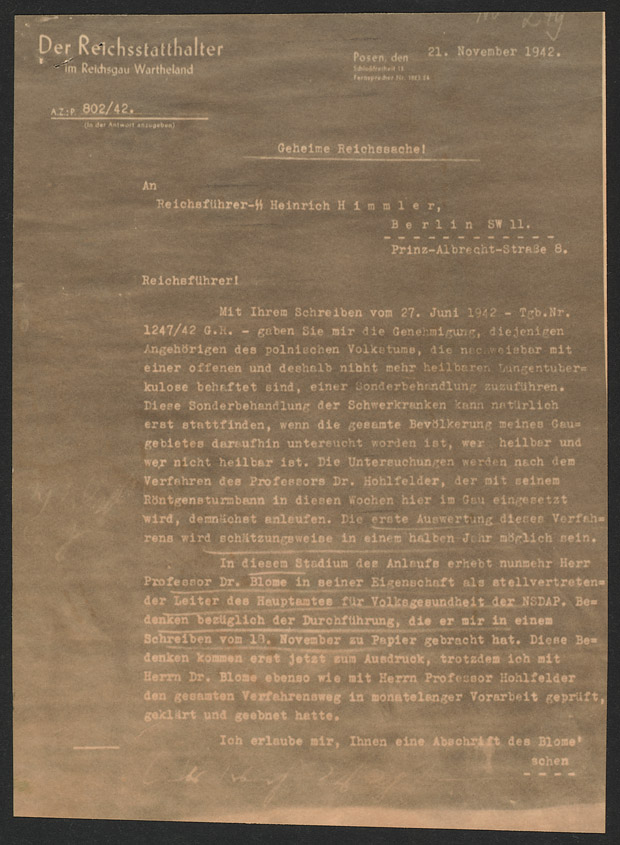 Der Reichsstatthalter
im Reichsgau Wartheland
Posen, den 21. November 1942.
Schloßfreiheit 13
Fernsprecher Nr. 1823 24
A.Z.: P. 802/42.
(In der Antwort anzugeben)
Geheime Reichssache!
An
Reichsführer-SS Heinrich H i m m l e r,
B e r l i n SW 11.
Prinz-Albrecht-Straße 8.
Reichsführer!
Mit Ihrem Schreiben vom 27. Juni 1942 - Tgb.Nr.
1247/42 G.R. - gaben Sie mir die Genehmigung, diejenigen
Angehörigen des polnischen Volkstums, die nachweisbar mit
einer offenen und deshalb nibht mehr heilbaren Lungentuber=
kulose behaftet sind, einer Sonderbehandlung zuzuführen.
Diese Sonderbehandlung der Schwerkranken kann natürlich
erst stattfinden, wenn die gesamte Bevölkerung meines Gau=
gebietes daraufhin untersucht worden ist, wer heilbar und
wer nicht heilbar ist. Die Untersuchungen werden nach dem
Verfahren des Professors Dr. Hohlfelder, der mit seinem
Röntgensturmbann in diesen Wochen hier im Gau eingesetzt
wird, demnächst anlaufen. Die erste Auswertung dieses Verfah=
rens wird schätzungsweise in einem halben Jahr möglich sein.
In diesem Stadium des Anlaufs erhebt nunmehr Herr
Professor Dr. Blome in seiner Eigenschaft als stellvertreten=
der Leiter des Hauptamtes für Volksgesundheit der NSDAP. Be=
denken bezüglich der Durchführung, die er mir in einem
Schreiben vom 18. November zu Papier gebracht hat. Diese Be=
denken kommen erst jetzt zum Ausdruck, trotzdem ich mit
Herrn Dr. Blome ebenso wie mit Herrn Professor Hohlfelder
den gesamten Verfahrensweg in monatelanger Vorarbeit geprüft,
geklärt und geebnet hatte.
Ich erlaube mir, Ihnen eine Abschrift des Blome'
schen